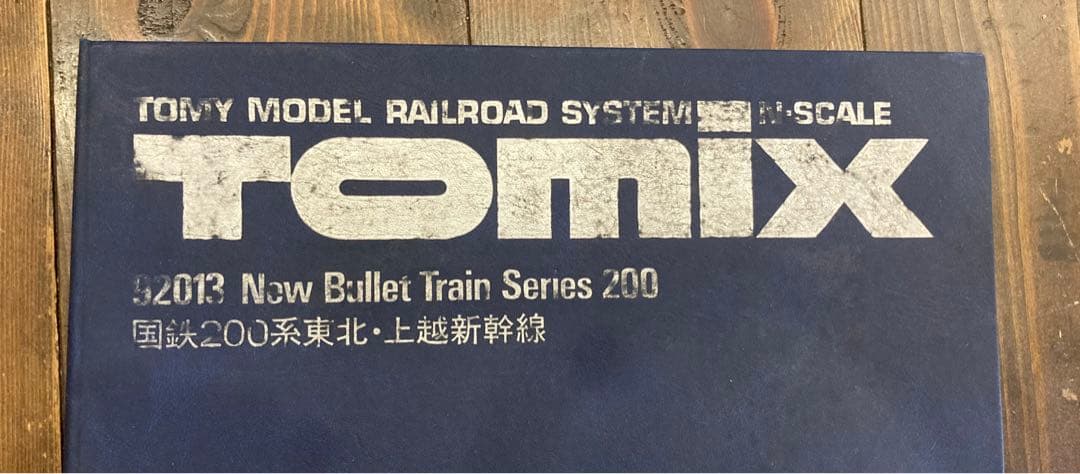 TOMY MODEL RAILROAD SYSTEM N-SCALE
TOMIX
92013 New Bullet Train Series 200
国鉄200系東北・上越新幹線